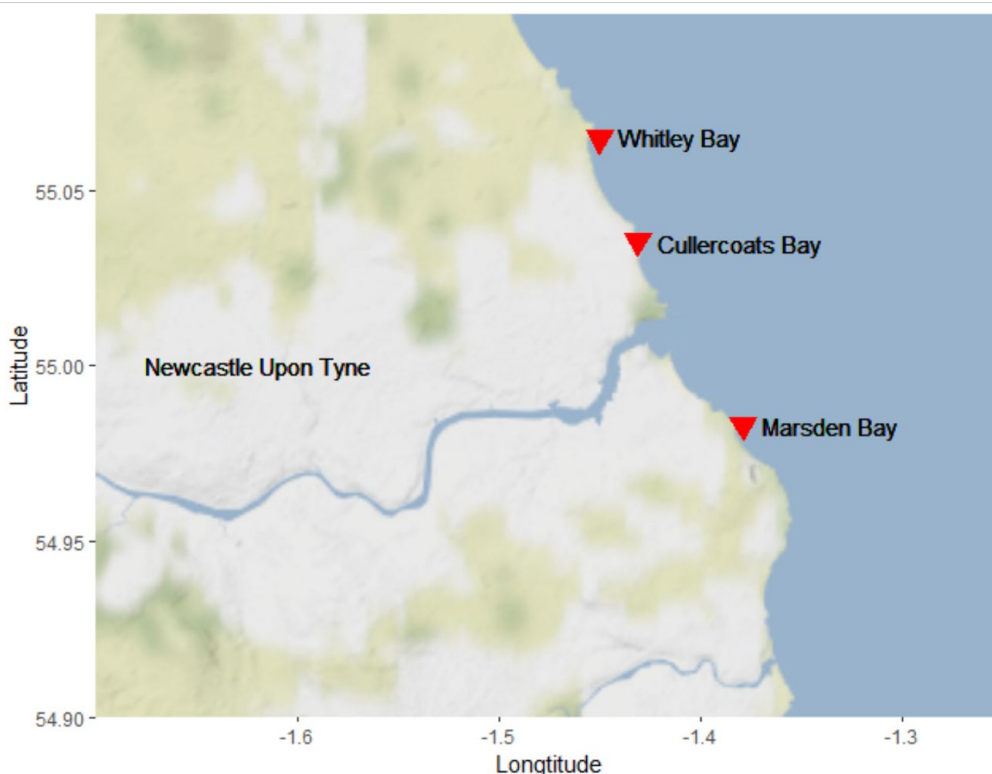 Whitley Bay
55.05
Cullercoats Bay
Latitude
Newcastle Upon Tyne
55.00
Marsden Bay
54.95
54.90
-1.6
-1.5
-1.4
-1.3
Longtitude